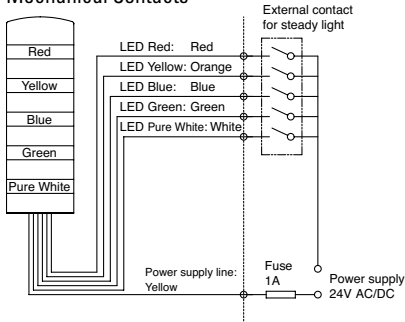 Mechanical Contacts
External contact
for steady light
Red
Yellow
Blue
Green
Pure White
LED Red: Red
LED Yellow: Orange
LED Blue: Blue
LED Green: Green
LED Pure White: White
Power supply line:
Yellow
Fuse
1A
Power supply
24V AC/DC